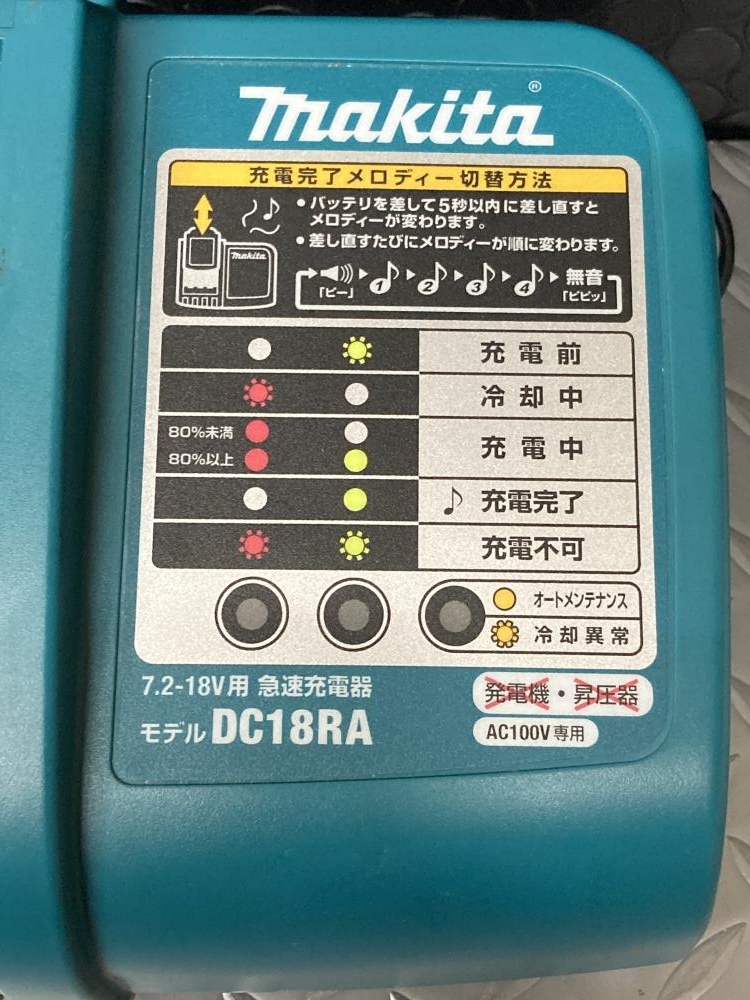 makita®
充電完了メロディー切替方法
•バッテリを差して5秒以内に差し直すと
メロディーが変わります。
•差し直すたびにメロディーが順に変わります。
makita
1 2 3 4 無音
「ピー」 「ピピッ」
充電前
冷却中
80%未満
80%以上
充電中
充電完了
充電不可
オートメンテナンス
冷却異常
7.2-18V用 急速充電器
モデル DC18RA
発電機・昇圧器
AC100V専用